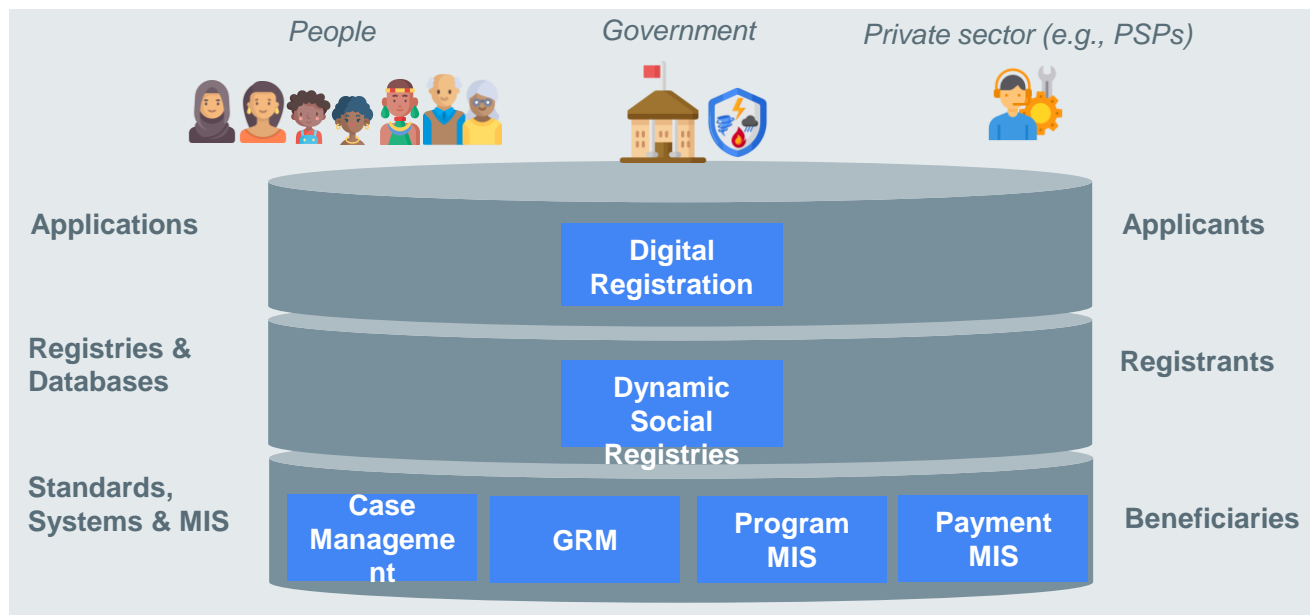 People
Government
Private sector (e.g., PSPs)
Applications
Digital
Registration
Applicants
Registries &
Databases
Dynamic
Social
Registries
Registrants
Standards,
Systems & MIS
Case
Manageme
nt
GRM
Program
MIS
Payment
MIS
Beneficiaries